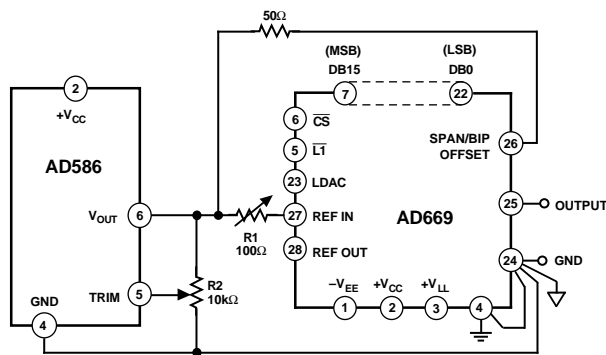 50Ω
(MSB)
DB15
(LSB)
DB0
2
+VCC
7
22
6
CS
5
L1
SPAN/BIP
OFFSET
26
AD586
23
LDAC
25
OUTPUT
VOUT
6
R1
100Ω
27
REF IN
AD669
28
REF OUT
24
GND
TRIM
5
R2
10kΩ
GND
4
–VEE
+VCC
+VLL
1
2
3
4